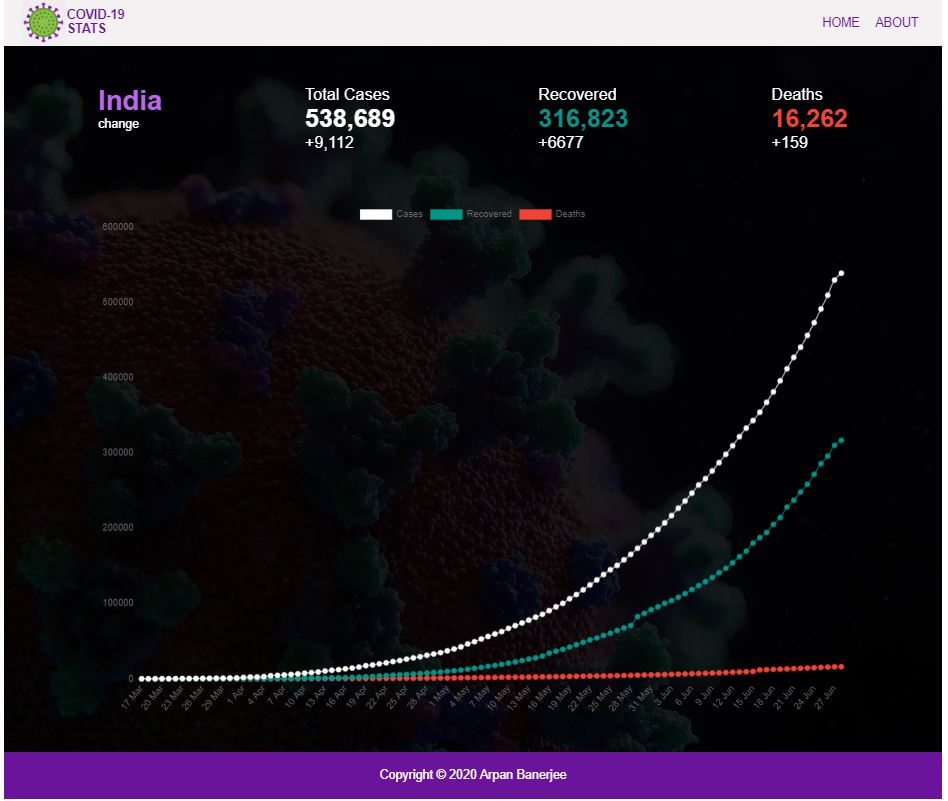 COVID-19
STATS
HOME
ABOUT
India
change
Total Cases
538,689
+9,112
Recovered
316,823
+6677
Deaths
16,262
+159
Cases
Recovered
Deaths
600000
500000
400000
300000
200000
100000
0
17 Mar
20 Mar
23 Mar
26 Mar
29 Mar
1 Apr
4 Apr
7 Apr
10 Apr
13 Apr
16 Apr
19 Apr
22 Apr
25 Apr
28 Apr
1 May
4 May
7 May
10 May
13 May
16 May
19 May
22 May
25 May
28 May
31 May
3 Jun
6 Jun
9 Jun
12 Jun
15 Jun
18 Jun
21 Jun
24 Jun
27 Jun
Copyright © 2020 Arpan Banerjee